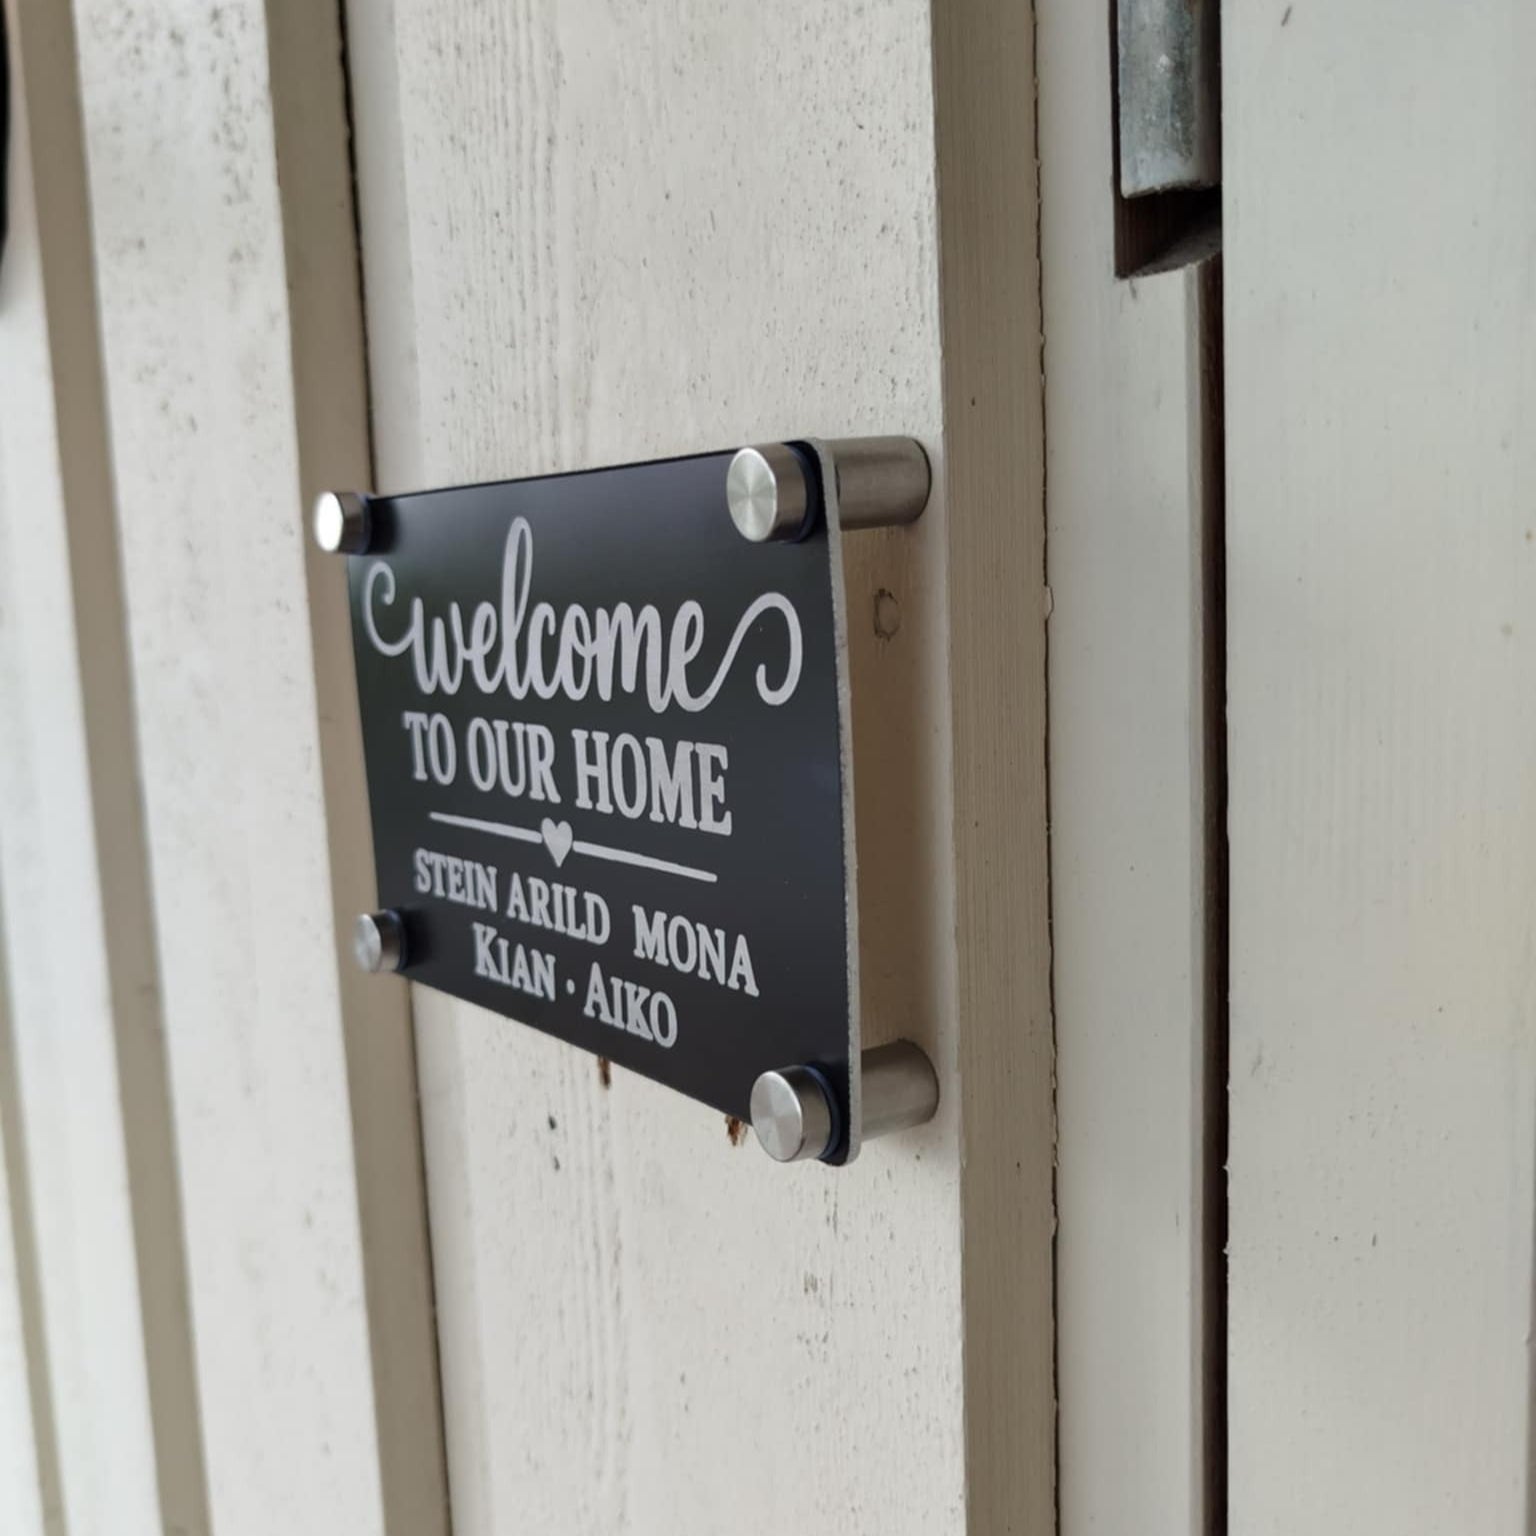 welcome
TO OUR HOME
STEIN ARILD MONA
KIAN · AIKO